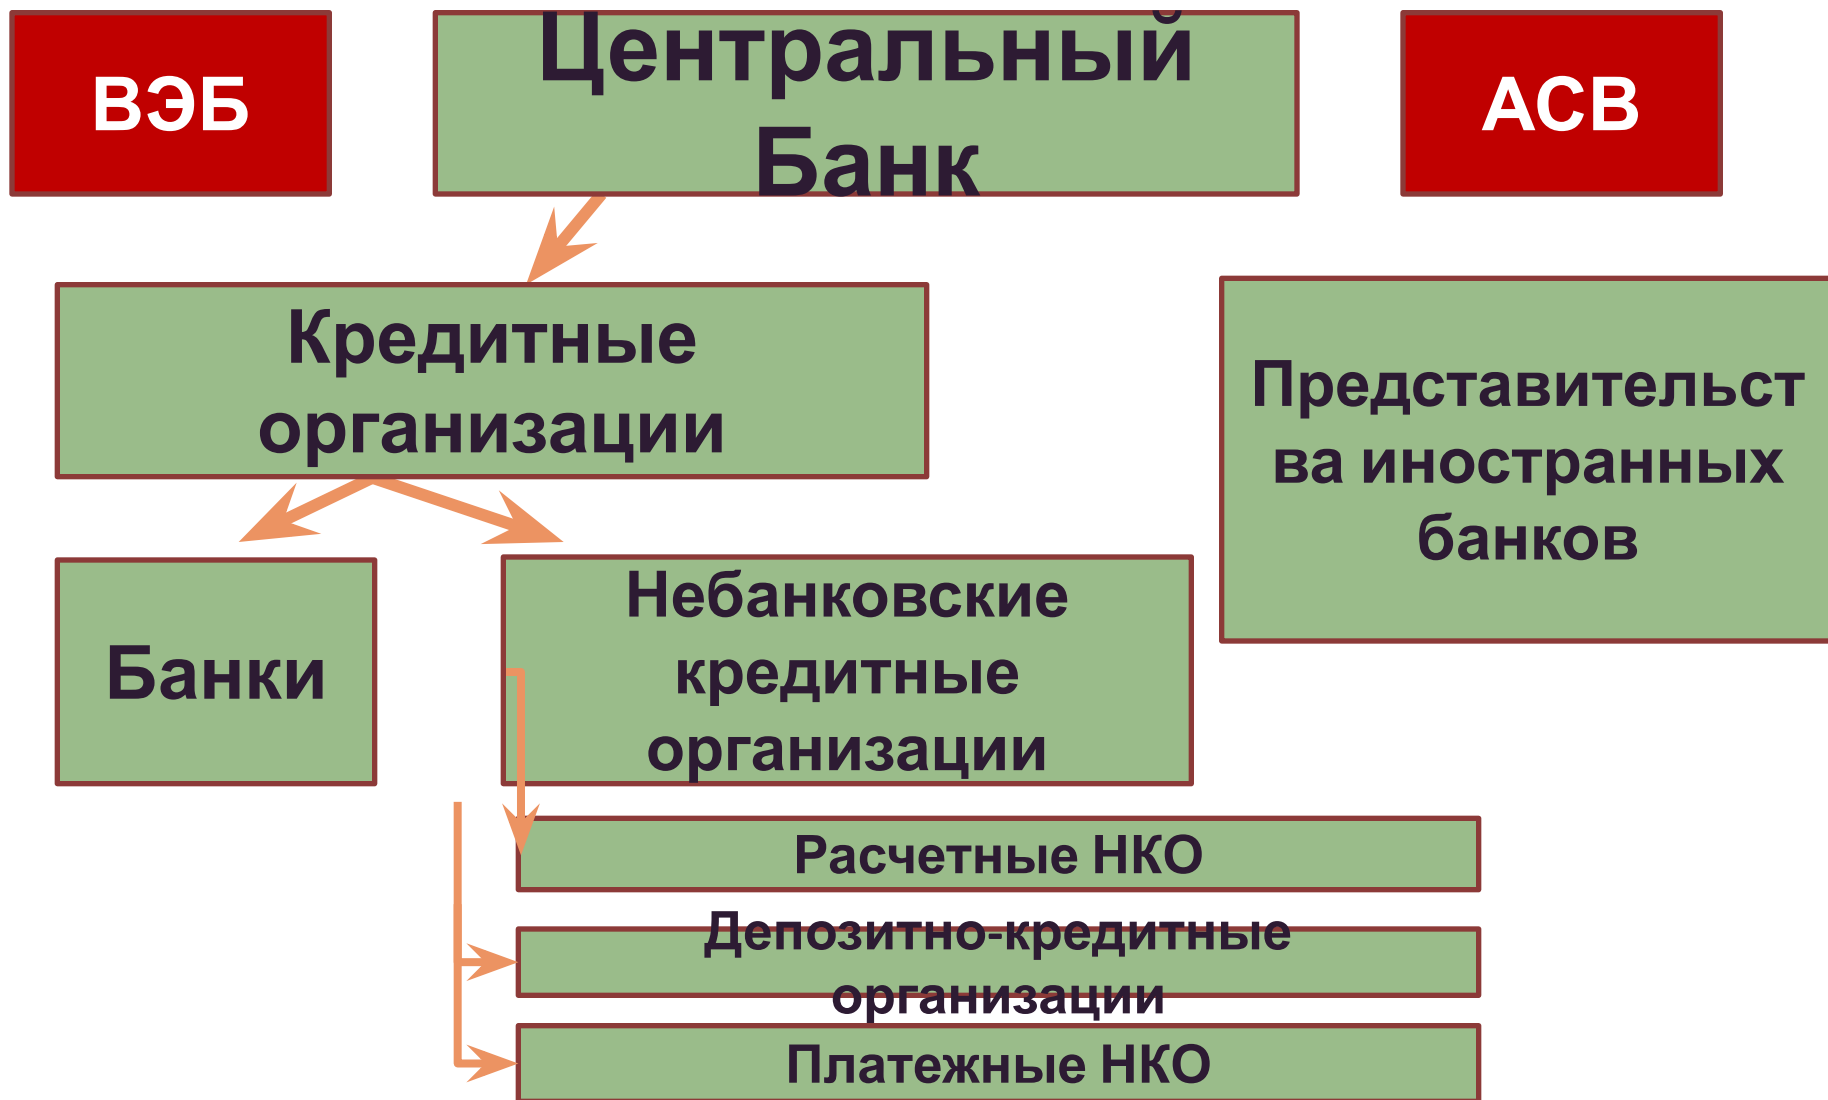 ВЭБ
Центральный
Банк
АСВ
Кредитные
организации
Представительст
ва иностранных
банков
Банки
Небанковские
кредитные
организации
Расчетные НКО
Депозитно-кредитные
организации
Платежные НКО